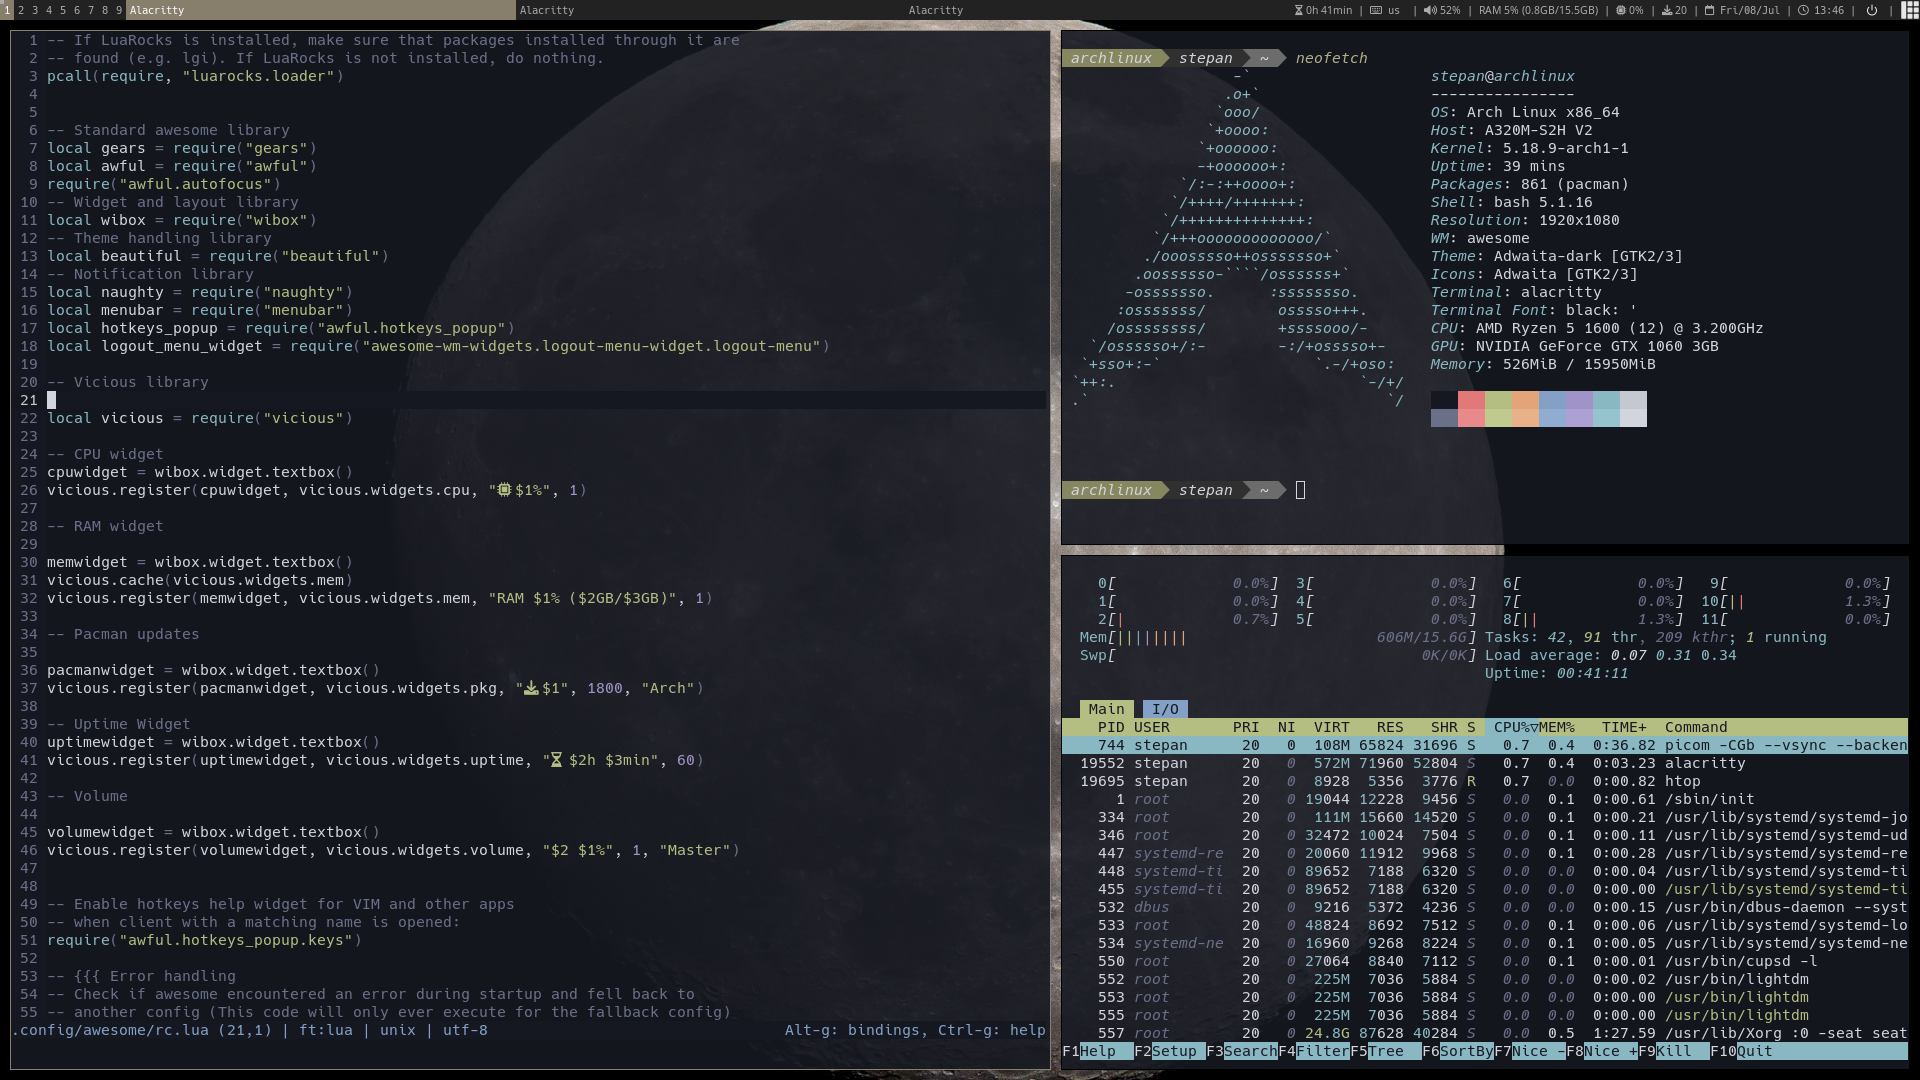 1 2 3 4 5 6 7 8 9 Alacritty Alacritty Alacritty 0h 41min | us | 52% | RAM 5% (0.8GB/15.5GB) | 0% | 20 | Fri/08/Jul | 13:46 | |
1 -- If LuaRocks is installed, make sure that packages installed through it are
2 -- found (e.g. lgi). If LuaRocks is not installed, do nothing.
3 pcall(require, "luarocks.loader")
4
5
6 -- Standard awesome library
7 local gears = require("gears")
8 local awful = require("awful")
9 require("awful.autofocus")
10 -- Widget and layout library
11 local wibox = require("wibox")
12 -- Theme handling library
13 local beautiful = require("beautiful")
14 -- Notification library
15 local naughty = require("naughty")
16 local menubar = require("menubar")
17 local hotkeys_popup = require("awful.hotkeys_popup")
18 local logout_menu_widget = require("awesome-wm-widgets.logout-menu-widget.logout-menu")
19
20 -- Vicious library
21
22 local vicious = require("vicious")
23
24 -- CPU widget
25 cpuwidget = wibox.widget.textbox()
26 vicious.register(cpuwidget, vicious.widgets.cpu, "$1%", 1)
27
28 -- RAM widget
29
30 memwidget = wibox.widget.textbox()
31 vicious.cache(vicious.widgets.mem)
32 vicious.register(memwidget, vicious.widgets.mem, "RAM $1% ($2GB/$3GB)", 1)
33
34 -- Pacman updates
35
36 pacmanwidget = wibox.widget.textbox()
37 vicious.register(pacmanwidget, vicious.widgets.pkg, "$1", 1800, "Arch")
38
39 -- Uptime Widget
40 uptimewidget = wibox.widget.textbox()
41 vicious.register(uptimewidget, vicious.widgets.uptime, " $2h $3min", 60)
42
43 -- Volume
44
45 volumewidget = wibox.widget.textbox()
46 vicious.register(volumewidget, vicious.widgets.volume, "$2 $1%", 1, "Master")
47
48
49 -- Enable hotkeys help widget for VIM and other apps
50 -- when client with a matching name is opened:
51 require("awful.hotkeys_popup.keys")
52
53 -- {{{ Error handling
54 -- Check if awesome encountered an error during startup and fell back to
55 -- another config (This code will only ever execute for the fallback config)
.config/awesome/rc.lua (21,1) | ft:lua | unix | utf-8 Alt-g: bindings, Ctrl-g: help
archlinux stepan ~ neofetch
-` stepan@archlinux
.o+` ----------------
`ooo/ OS: Arch Linux x86_64
`+oooo: Host: A320M-S2H V2
`+oooooo: Kernel: 5.18.9-arch1-1
-+oooooo+: Uptime: 39 mins
`/:-:++oooo+: Packages: 861 (pacman)
`/++++/+++++++: Shell: bash 5.1.16
`/++++++++++++++: Resolution: 1920x1080
`/+++ooooooooooooo/` WM: awesome
./ooosssso++osssssso+` Theme: Adwaita-dark [GTK2/3]
.oossssso-````/ossssss+` Icons: Adwaita [GTK2/3]
-osssssso. :ssssssso. Terminal: alacritty
:osssssss/ osssso+++. Terminal Font: black: '
/ossssssss/ +ssssooo/- CPU: AMD Ryzen 5 1600 (12) @ 3.200GHz
`/ossssso+/:- -:/+osssso+- GPU: NVIDIA GeForce GTX 1060 3GB
`+sso+:-` `.-/+oso: Memory: 526MiB / 15950MiB
`++:. `-/+/
.` `/
archlinux stepan ~
0[ 0.0%] 3[ 0.0%] 6[ 0.0%] 9[ 0.0%]
1[ 0.0%] 4[ 0.0%] 7[ 0.0%] 10[|| 1.3%]
2[| 0.7%] 5[ 0.0%] 8[|| 1.3%] 11[ 0.0%]
Mem[|||||||| 606M/15.6G] Tasks: 42, 91 thr, 209 kthr; 1 running
Swp[ 0K/0K] Load average: 0.07 0.31 0.34
Uptime: 00:41:11
Main I/O
PID USER PRI NI VIRT RES SHR S CPU%▽MEM% TIME+ Command
744 stepan 20 0 108M 65824 31696 S 0.7 0.4 0:36.82 picom -CGb --vsync --backen
19552 stepan 20 0 572M 71960 52804 S 0.7 0.4 0:03.23 alacritty
19695 stepan 20 0 8928 5356 3776 R 0.7 0.0 0:00.82 htop
1 root 20 0 19044 12228 9456 S 0.0 0.1 0:00.61 /sbin/init
334 root 20 0 111M 15660 14520 S 0.0 0.1 0:00.21 /usr/lib/systemd/systemd-jo
346 root 20 0 32472 10024 7504 S 0.0 0.1 0:00.11 /usr/lib/systemd/systemd-ud
447 systemd-re 20 0 20060 11912 9968 S 0.0 0.1 0:00.28 /usr/lib/systemd/systemd-re
448 systemd-ti 20 0 89652 7188 6320 S 0.0 0.0 0:00.04 /usr/lib/systemd/systemd-ti
455 systemd-ti 20 0 89652 7188 6320 S 0.0 0.0 0:00.00 /usr/lib/systemd/systemd-ti
532 dbus 20 0 9216 5372 4236 S 0.0 0.0 0:00.15 /usr/bin/dbus-daemon --syst
533 root 20 0 48824 8692 7512 S 0.0 0.1 0:00.06 /usr/lib/systemd/systemd-lo
534 systemd-ne 20 0 16960 9268 8224 S 0.0 0.1 0:00.05 /usr/lib/systemd/systemd-ne
550 root 20 0 27064 8840 7112 S 0.0 0.1 0:00.01 /usr/bin/cupsd -l
552 root 20 0 225M 7036 5884 S 0.0 0.0 0:00.02 /usr/bin/lightdm
553 root 20 0 225M 7036 5884 S 0.0 0.0 0:00.00 /usr/bin/lightdm
555 root 20 0 225M 7036 5884 S 0.0 0.0 0:00.00 /usr/bin/lightdm
557 root 20 0 24.8G 87628 40284 S 0.0 0.5 1:27.59 /usr/lib/Xorg :0 -seat seat
F1Help F2Setup F3SearchF4FilterF5Tree F6SortByF7Nice -F8Nice +F9Kill F10Quit